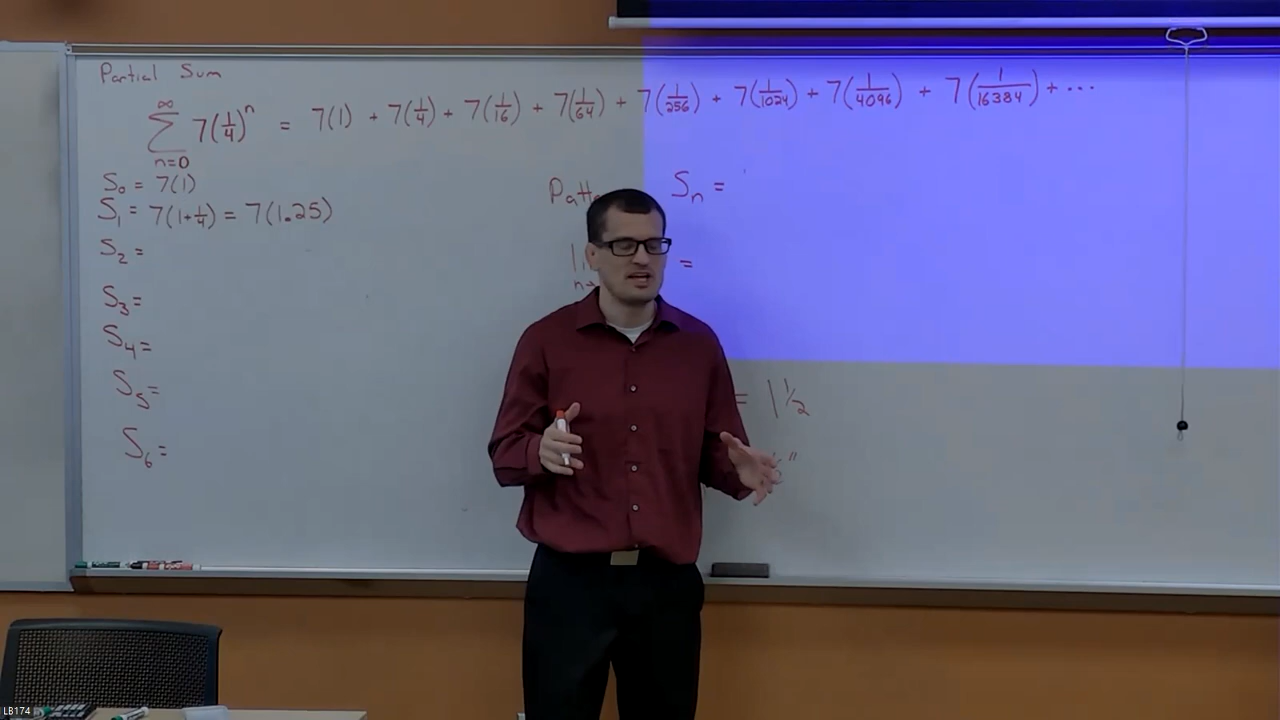 Partial Sum
∞
∑ 7(1/4)^n = 7(1) + 7(1/4) + 7(1/16) + 7(1/64) + 7(1/256) + 7(1/1024) + 7(1/4096) + 7(1/16384) + ...
n=0
S₀ = 7(1)
Sₙ =
S₁ = 7(1+1/4) = 7(1.25)
S₂ =
=
S₃ =
S₄ =
S₅ =
= 1 1/2
S₆ =
LB174